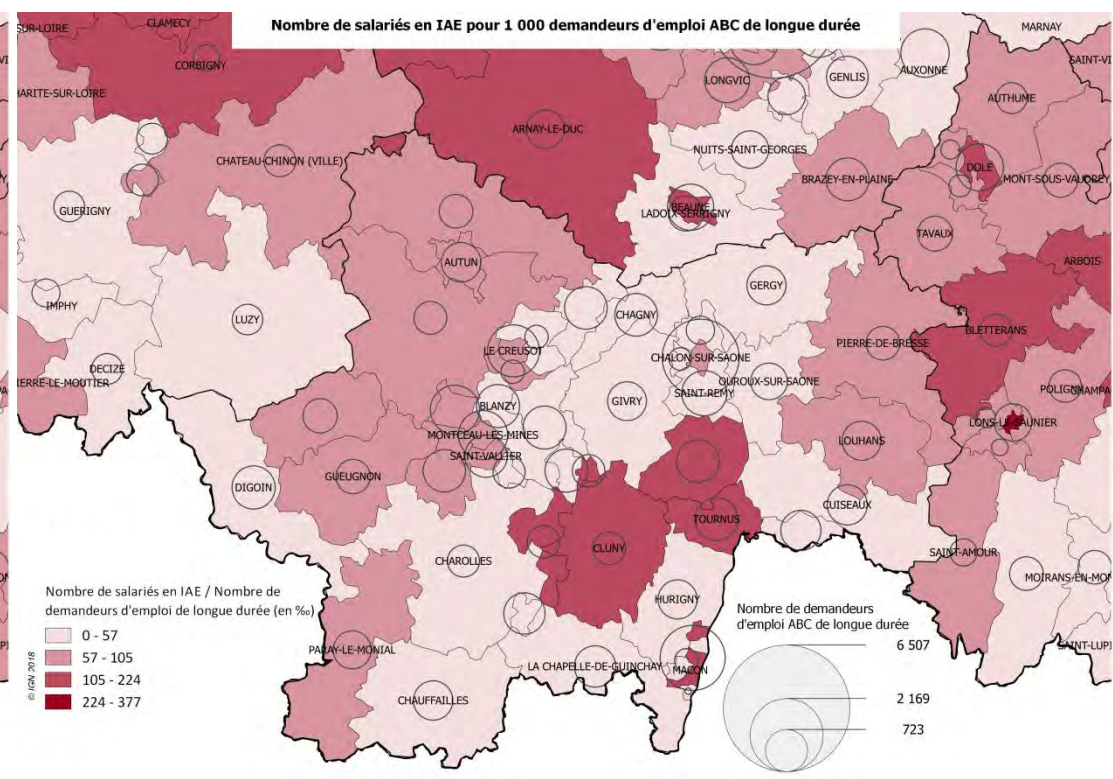 Nombre de salariés en IAE pour 1 000 demandeurs d'emploi ABC de longue durée
MARNAY
SUR-LOIRE
CLAMECY
CORBIGNY
LONGVIC
GENLIS
AUXONNE
SAINT-VI
HARITE-SUR-LOIRE
AUTHUME
ARNAY-LE-DUC
NUITS-SAINT-GEORGES
CHATEAU-CHINON (VILLE)
DOLE
BRAZEY-EN-PLAINE
MONT-SOUS-VAUDREY
GUERIGNY
BEAUNE
LADOIX-SERRIGNY
TAVAUX
AUTUN
ARBOIS
GERGY
IMPHY
LUZY
CHAGNY
BLETTERANS
PIERRE-DE-BRESSE
LE CREUSOT
CHALON-SUR-SAONE
DECIZE
IERRE-LE-MOUTIER
OUROUX-SUR-SAONE
SAINT-REMY
POLIGNY
CHAMPA
BLANZY
GIVRY
LONS-LE-SAUNIER
MONTCEAU-LES-MINES
LOUHANS
SAINT-VALLIER
GUEUGNON
DIGOIN
CUISEAUX
TOURNUS
CLUNY
SAINT-AMOUR
CHAROLLES
MOIRANS-EN-MON
HURIGNY
SAINT-LUPI
PARAY-LE-MONIAL
LA CHAPELLE-DE-GUINCHAY
MACON
CHAUFFAILLES
Nombre de salariés en IAE / Nombre de
demandeurs d'emploi de longue durée (en ‰)
0 - 57
57 - 105
105 - 224
224 - 377
© IGN 2018
Nombre de demandeurs
d'emploi ABC de longue durée
6 507
2 169
723